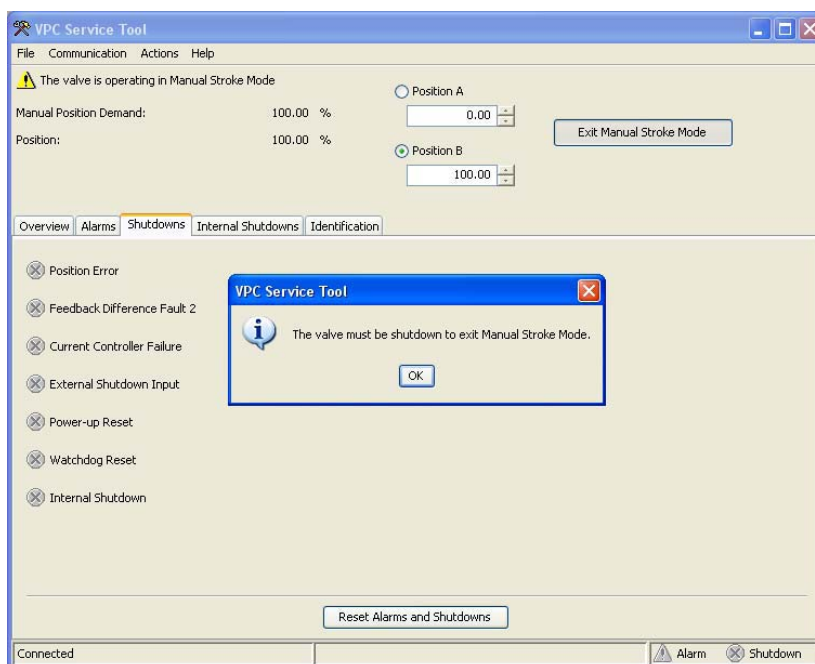 VPC Service Tool
File Communication Actions Help
The valve is operating in Manual Stroke Mode
Position A
Manual Position Demand: 100.00 %
0.00
Exit Manual Stroke Mode
Position: 100.00 %
Position B
100.00
Overview Alarms Shutdowns Internal Shutdowns Identification
Position Error
Feedback Difference Fault 2
Current Controller Failure
External Shutdown Input
Power-up Reset
Watchdog Reset
Internal Shutdown
VPC Service Tool
The valve must be shutdown to exit Manual Stroke Mode.
OK
Reset Alarms and Shutdowns
Connected
Alarm Shutdown